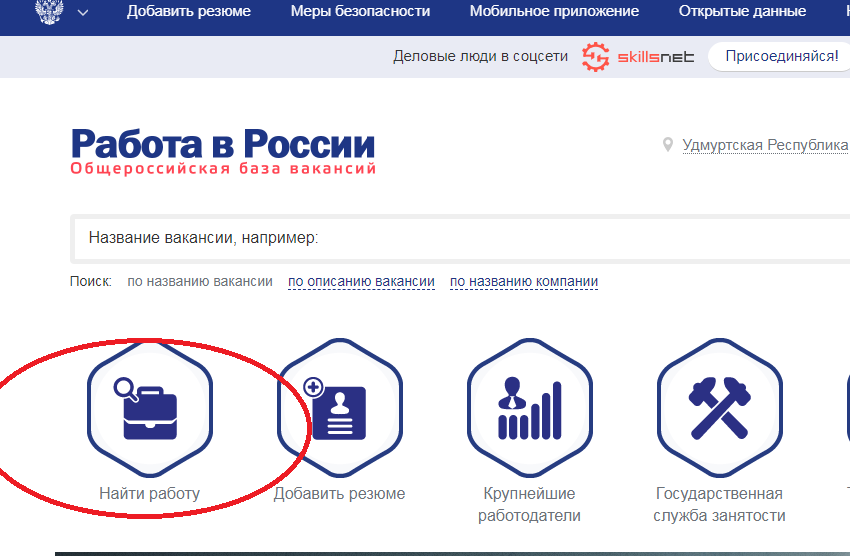 Добавить резюме Меры безопасности Мобильное приложение Открытые данные
Деловые люди в соцсети skillsnet Присоединяйся!
Работа в России
Общероссийская база вакансий
Удмуртская Республика
Название вакансии, например:
Поиск: по названию вакансии по описанию вакансии по названию компании
Найти работу Добавить резюме Крупнейшие Государственная
работодатели служба занятости